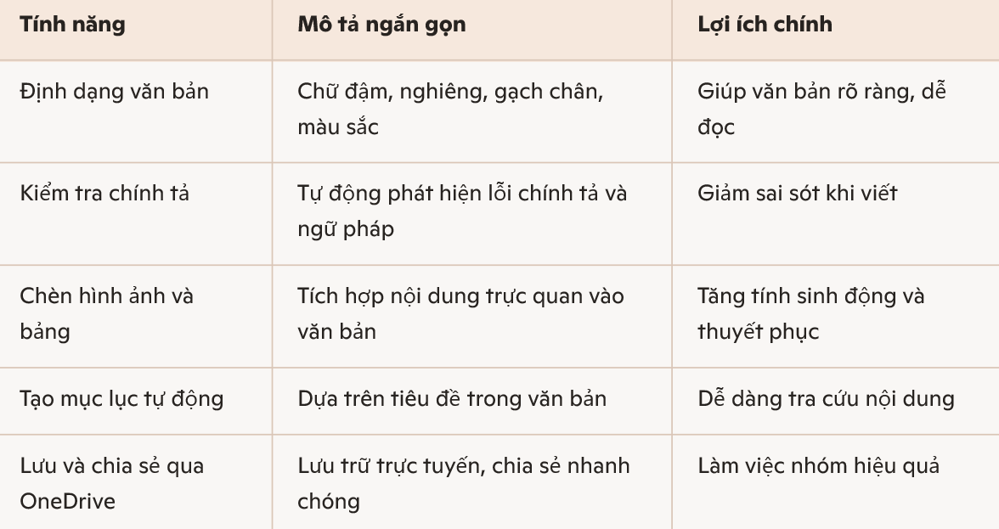 Tính năng
Mô tả ngắn gọn
Lợi ích chính
Định dạng văn bản
Chữ đậm, nghiêng, gạch chân,
màu sắc
Giúp văn bản rõ ràng, dễ
đọc
Kiểm tra chính tả
Tự động phát hiện lỗi chính tả và
ngữ pháp
Giảm sai sót khi viết
Chèn hình ảnh và
bảng
Tích hợp nội dung trực quan vào
văn bản
Tăng tính sinh động và
thuyết phục
Tạo mục lục tự động
Dựa trên tiêu đề trong văn bản
Dễ dàng tra cứu nội dung
Lưu và chia sẻ qua
OneDrive
Lưu trữ trực tuyến, chia sẻ nhanh
chóng
Làm việc nhóm hiệu quả